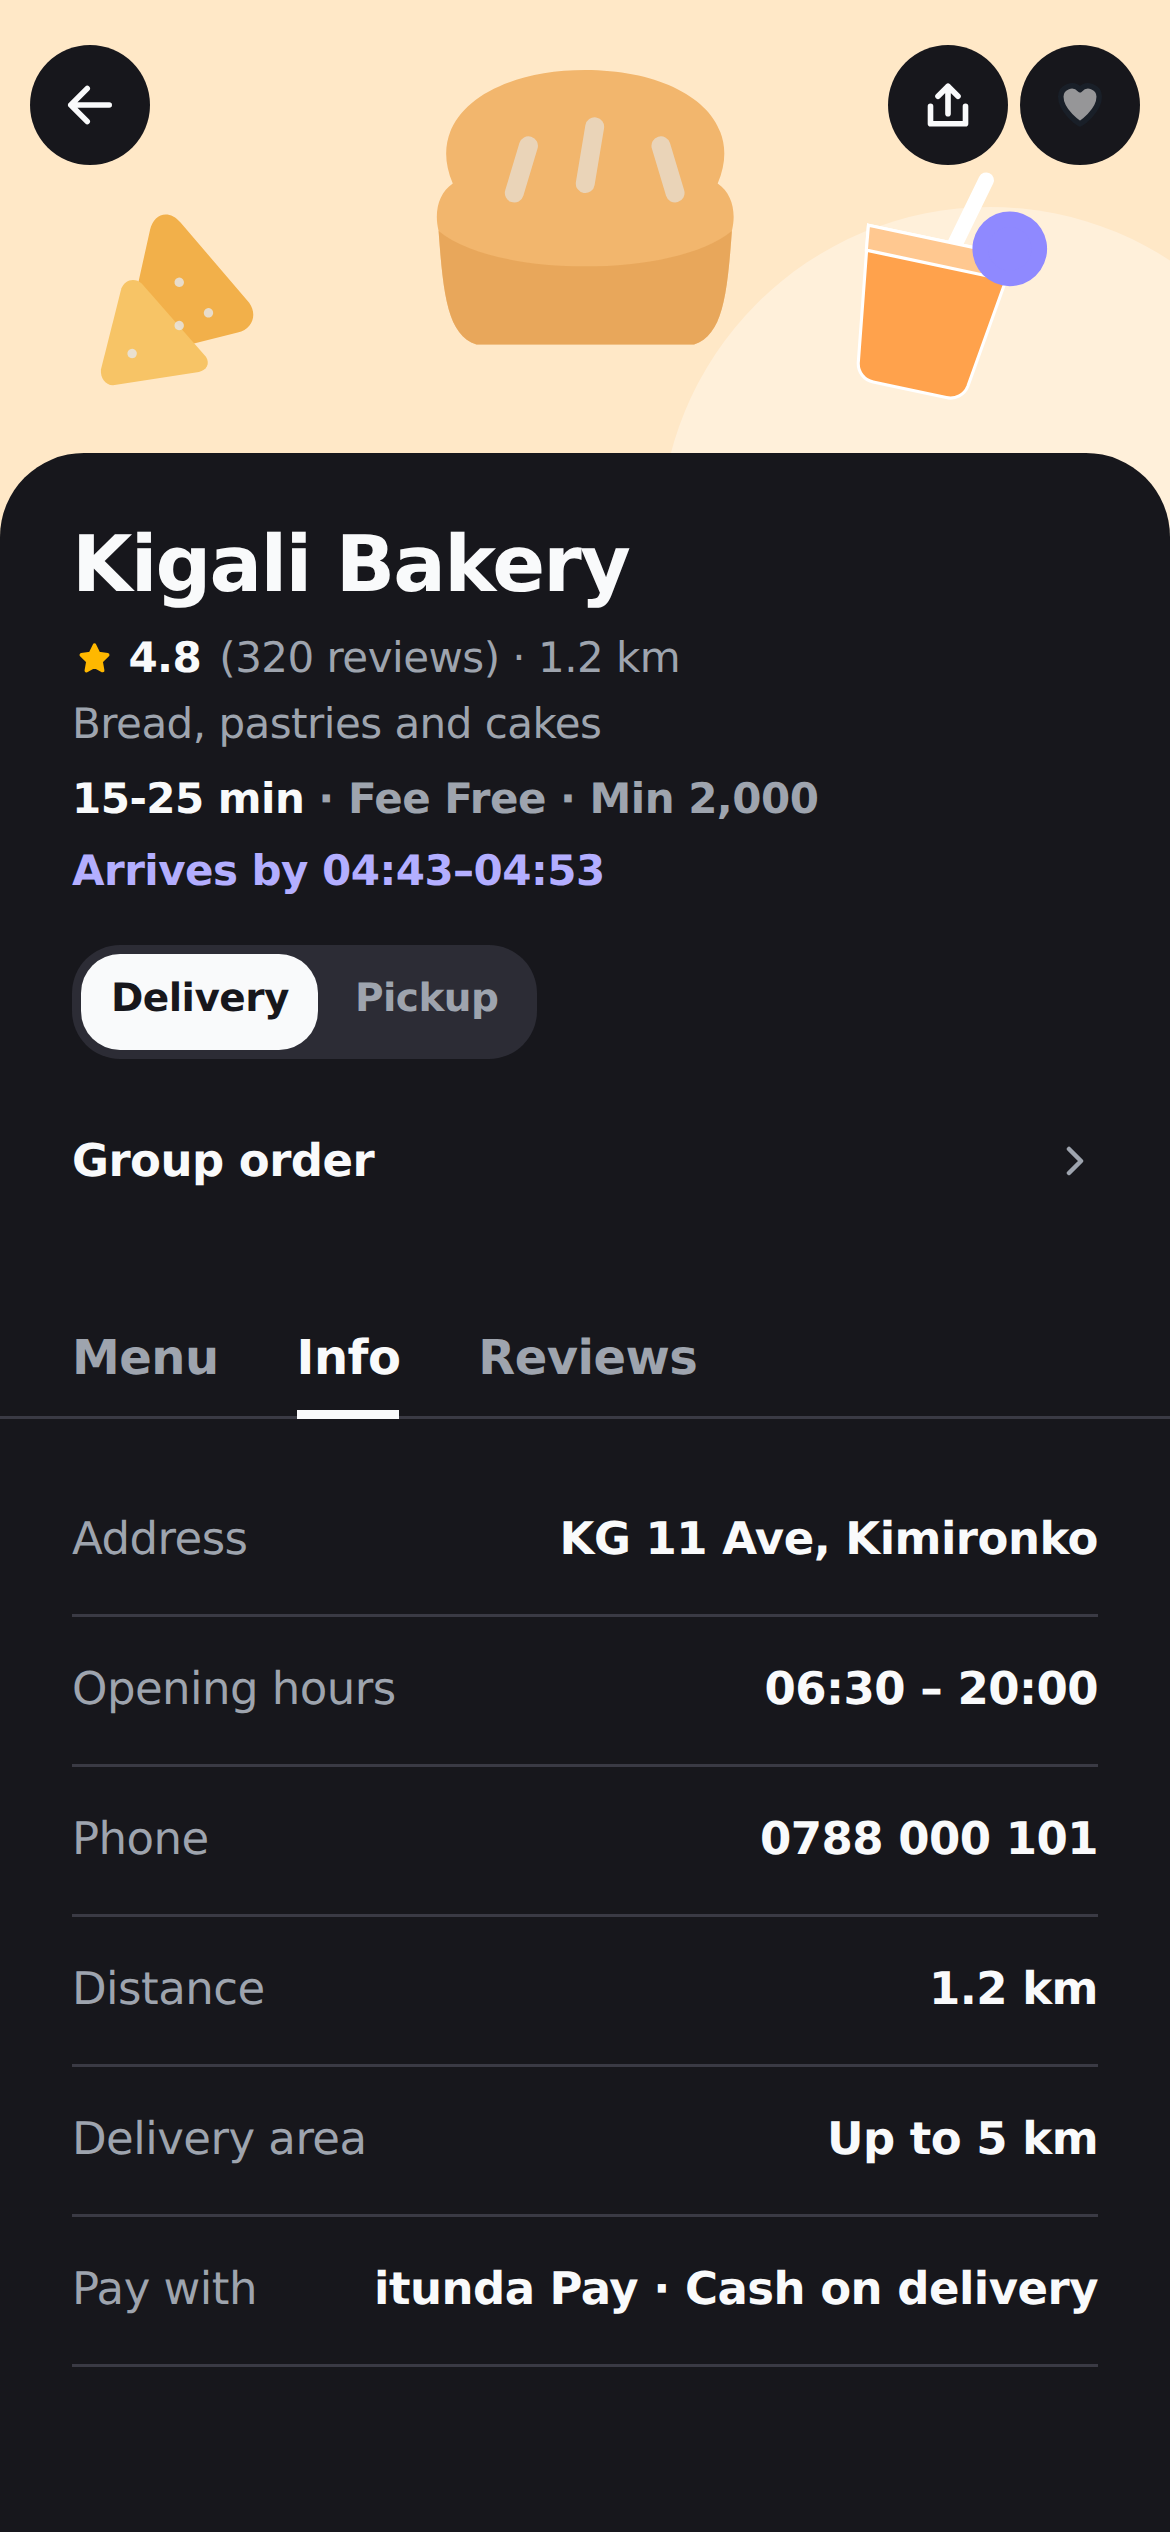 Kigali Bakery
4.8 (320 reviews) · 1.2 km
Bread, pastries and cakes
15-25 min · Fee Free · Min 2,000
Arrives by 04:43–04:53
Delivery Pickup
Group order
Menu Info Reviews
Address KG 11 Ave, Kimironko
Opening hours 06:30 – 20:00
Phone 0788 000 101
Distance 1.2 km
Delivery area Up to 5 km
Pay with itunda Pay · Cash on delivery